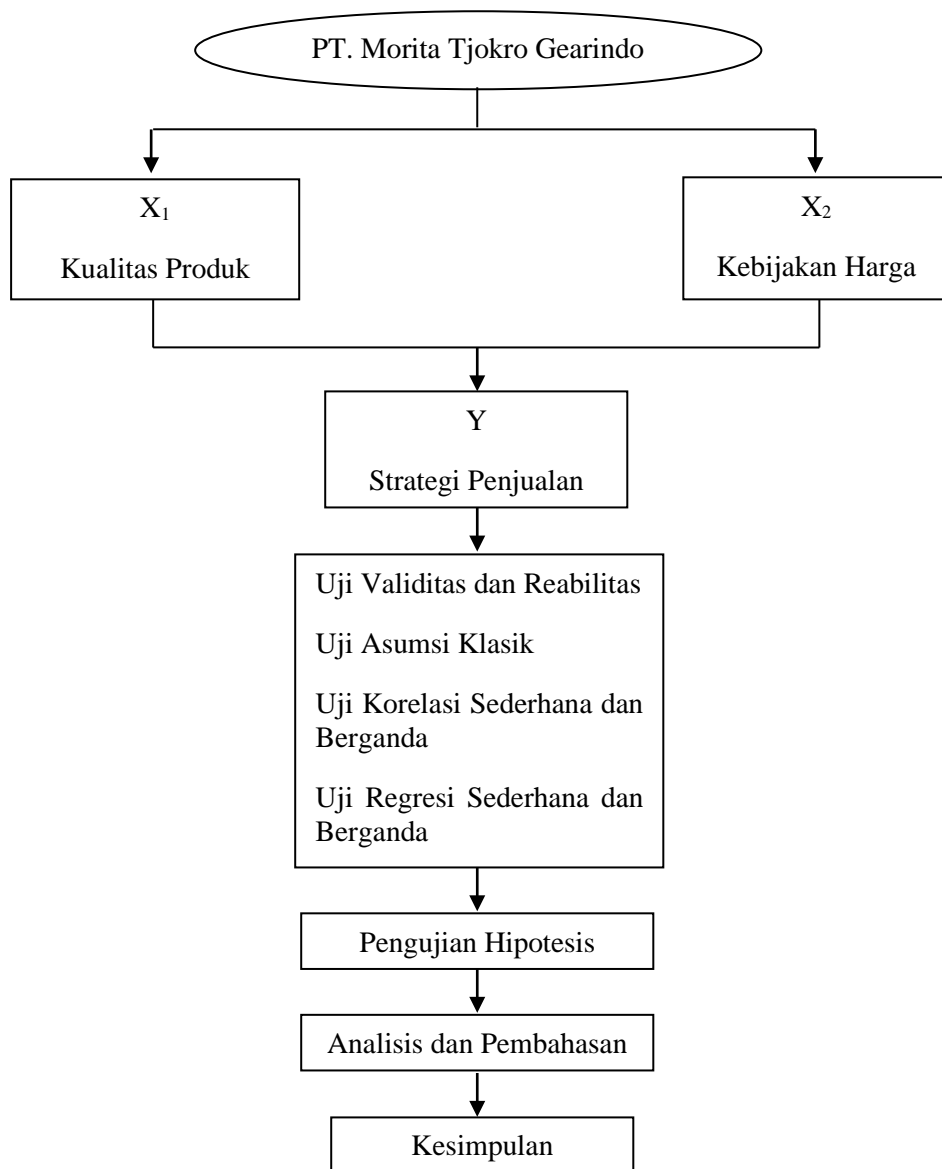 PT. Morita Tjokro Gearindo
X₁
Kualitas Produk
X₂
Kebijakan Harga
Y
Strategi Penjualan
Uji Validitas dan Reabilitas
Uji Asumsi Klasik
Uji Korelasi Sederhana dan
Berganda
Uji Regresi Sederhana dan
Berganda
Pengujian Hipotesis
Analisis dan Pembahasan
Kesimpulan